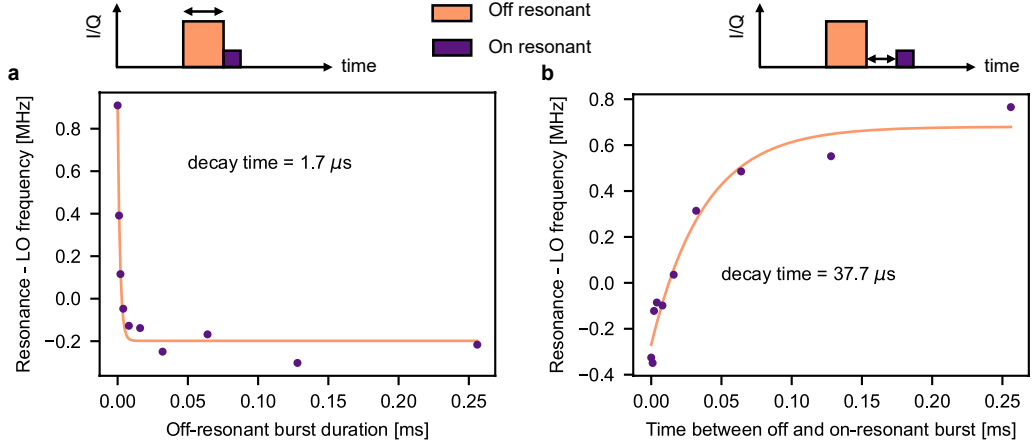 I/Q
time
Off resonant
On resonant
I/Q
time
a
Resonance - LO frequency [MHz]
0.8
0.6
0.4
0.2
0.0
−0.2
decay time = 1.7 μs
0.00
0.05
0.10
0.15
0.20
0.25
Off-resonant burst duration [ms]
b
Resonance - LO frequency [MHz]
0.8
0.6
0.4
0.2
0.0
−0.2
−0.4
decay time = 37.7 μs
0.00
0.05
0.10
0.15
0.20
0.25
Time between off and on-resonant burst [ms]